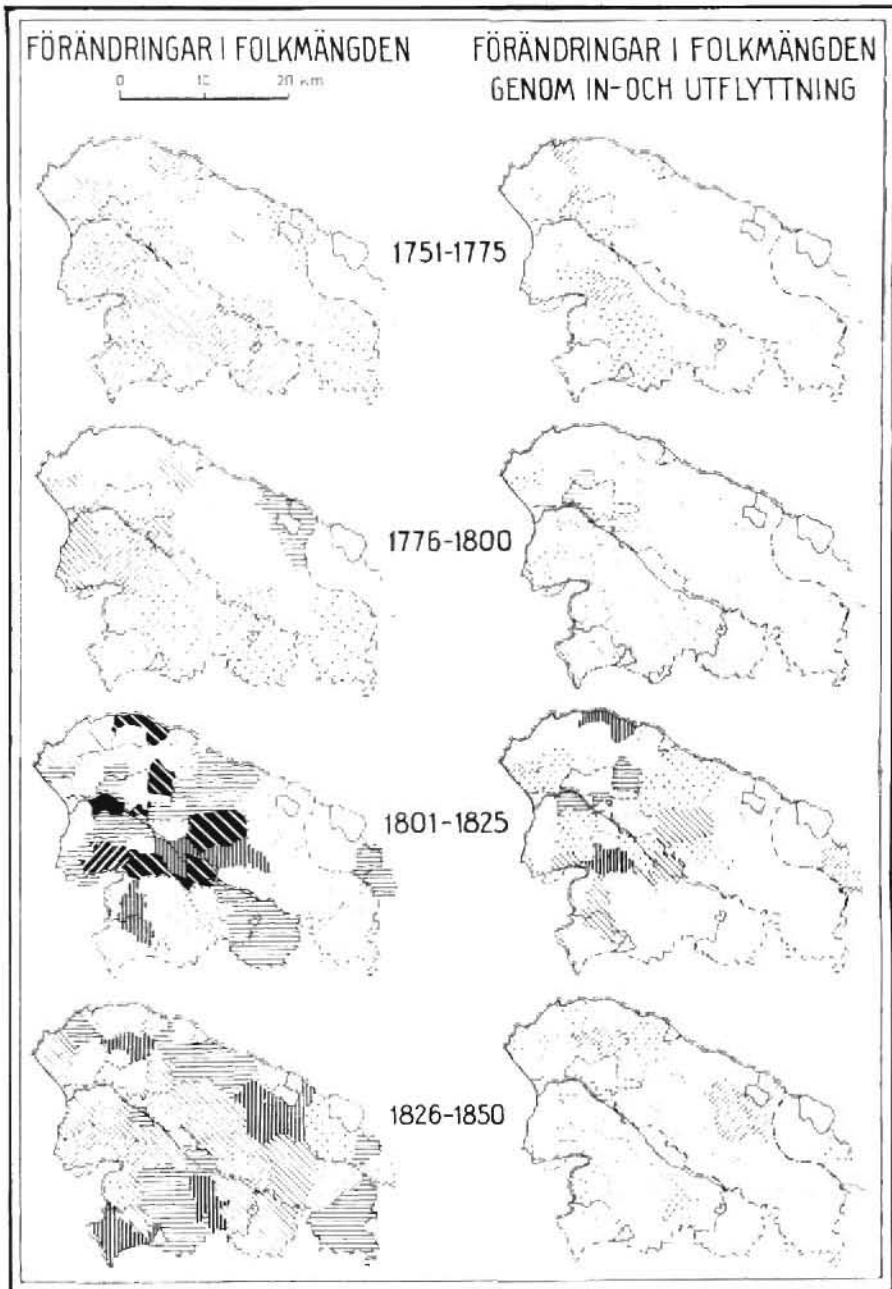 FÖRÄNDRINGAR I FOLKMÄNGDEN
0 10 20 KM
FÖRÄNDRINGAR I FOLKMÄNGDEN
GENOM IN-OCH UTFLYTTNING
1751-1775
1776-1800
1801-1825
1826-1850